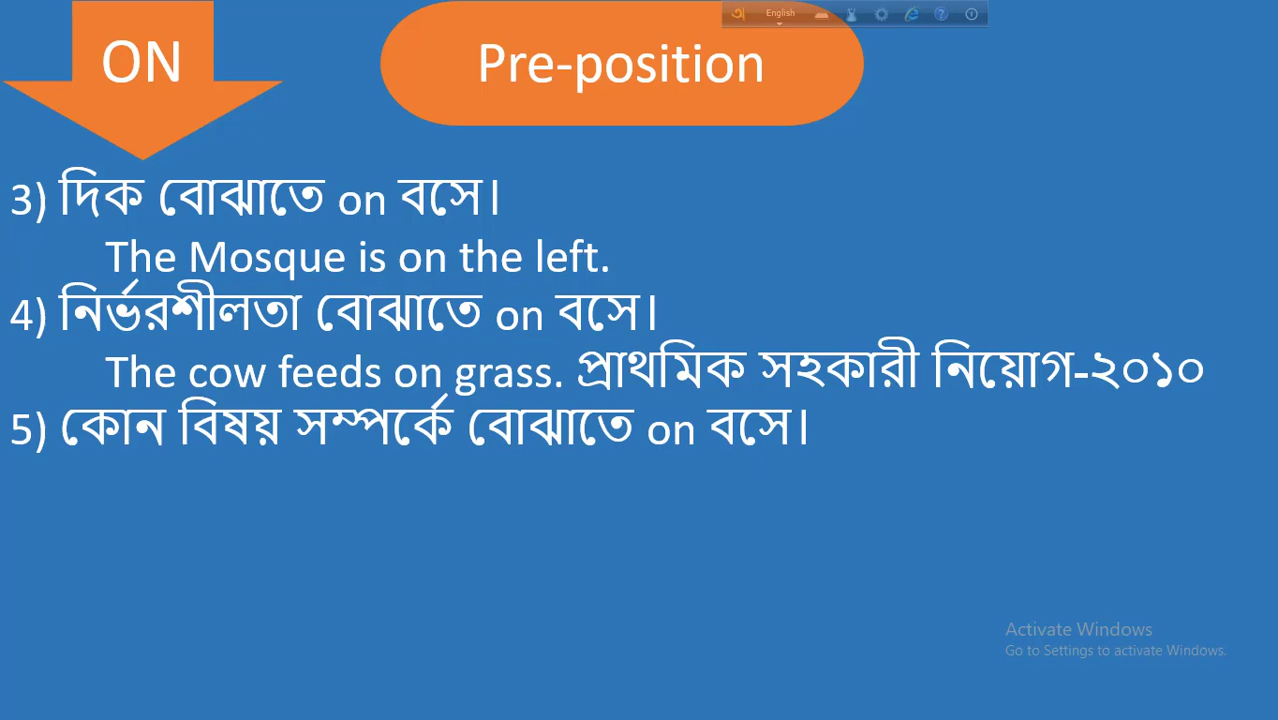 ON
Pre-position
English
3) দিক বোঝাতে on বসে।
The Mosque is on the left.
4) নির্ভরশীলতা বোঝাতে on বসে।
The cow feeds on grass. প্রাথমিক সহকারী নিয়োগ-২০১০
5) কোন বিষয় সম্পর্কে বোঝাতে on বসে।
Activate Windows
Go to Settings to activate Windows.